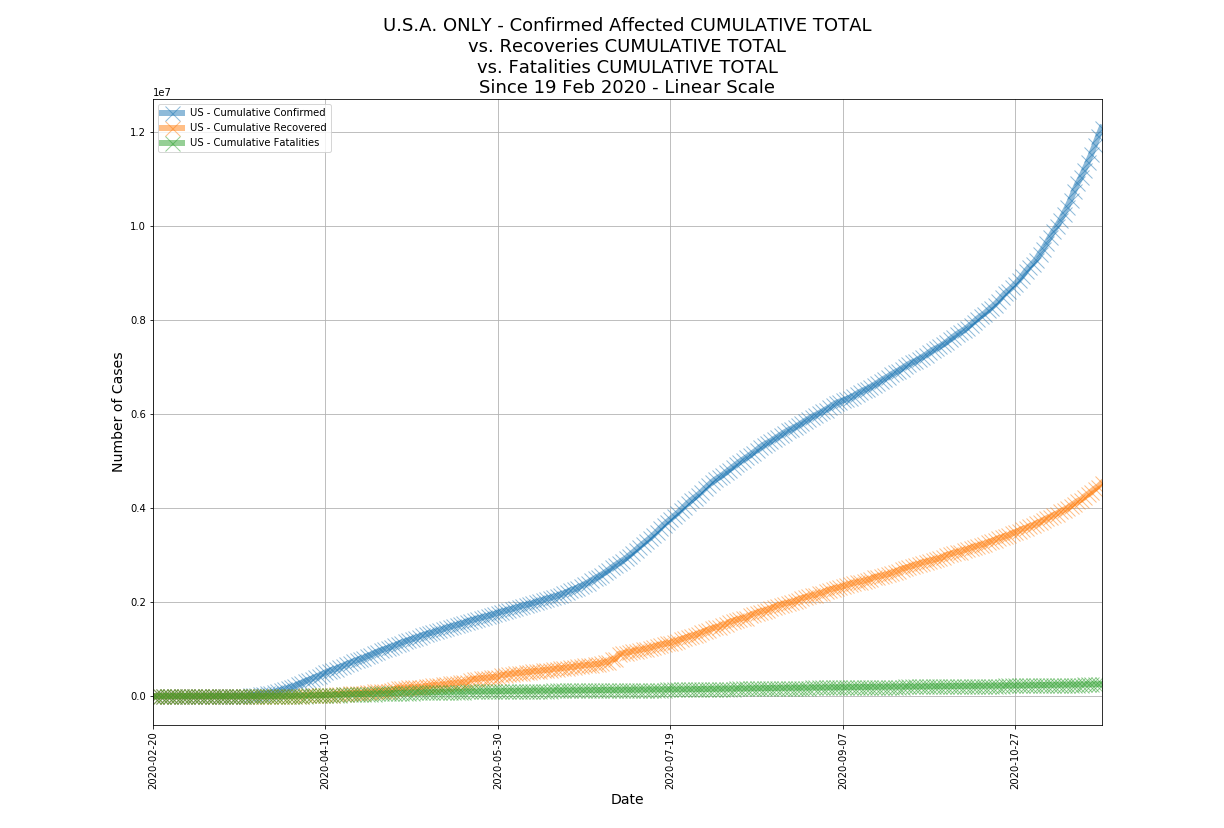 U.S.A. ONLY - Confirmed Affected CUMULATIVE TOTAL
vs. Recoveries CUMULATIVE TOTAL
vs. Fatalities CUMULATIVE TOTAL
Since 19 Feb 2020 - Linear Scale
1e7
US - Cumulative Confirmed
US - Cumulative Recovered
US - Cumulative Fatalities
1.2
1.0
0.8
0.6
0.4
0.2
0.0
Number of Cases
2020-02-20
2020-04-10
2020-05-30
2020-07-19
2020-09-07
2020-10-27
Date